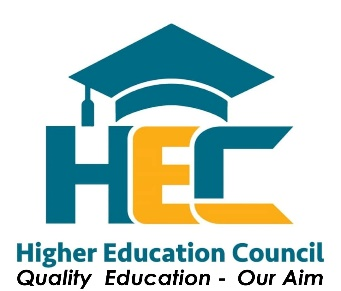 HEC
Higher Education Council
Quality Education - Our Aim